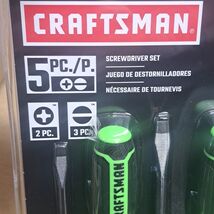 CRAFTSMAN
5 PC./P.
SCREWDRIVER SET
JUEGO DE DESTORNILLADORES
NÉCESSAIRE DE TOURNEVIS
2 PC.
3 PC.
CRAFTSMAN